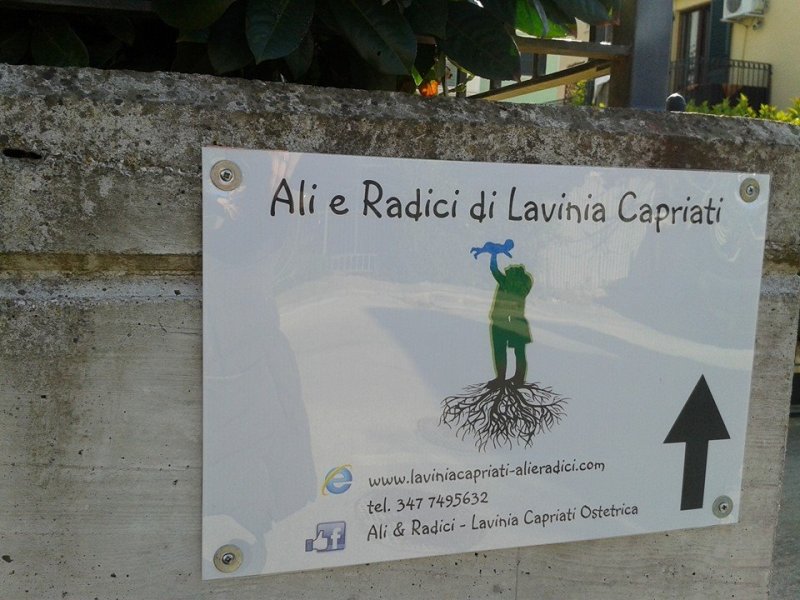 Ali e Radici di Lavinia Capriati
www.laviniacapriati-alieradici.com
tel. 347 7495632
Ali & Radici - Lavinia Capriati Ostetrica